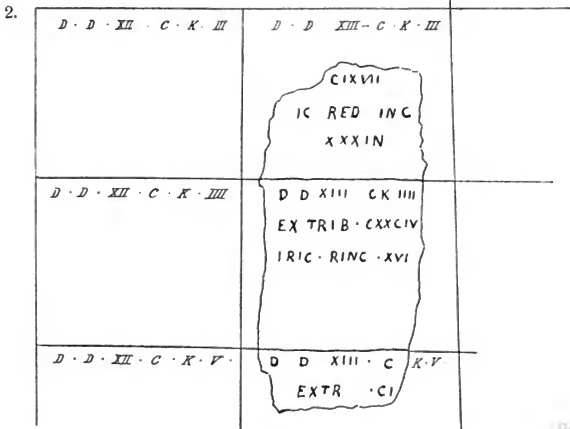 2.
D · D · XII · C · K · III
D · D XIII – C · K · III
CIXVII
IC RED INC
XXXIN
D · D · XII · C · K · IIII
D D XIII CK IIII
EX TRIB · CXXCIV
IRIC · RINC · XVI
D · D · XII · C · K · V ·
D D XIII · C K · V ·
EXTR · CI